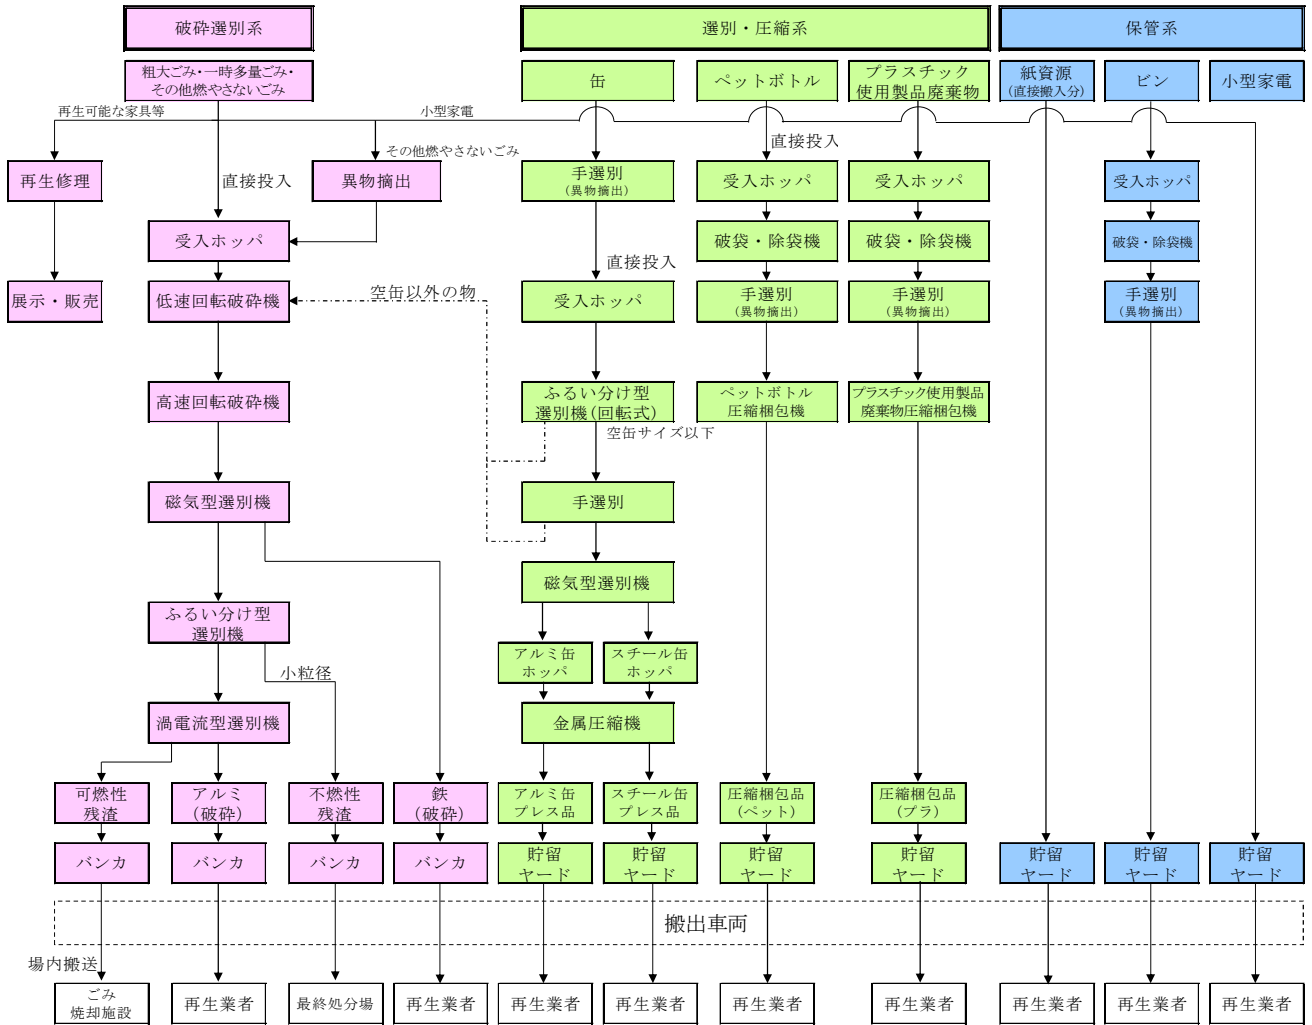 破砕選別系
選別・圧縮系
保管系
粗大ごみ・一時多量ごみ・
その他燃やさないごみ
缶
ペットボトル
プラスチック
使用製品廃棄物
紙資源
(直接搬入分)
ビン
小型家電
再生可能な家具等
小型家電
その他燃やさないごみ
直接投入
再生修理
直接投入
異物摘出
手選別
(異物摘出)
受入ホッパ
受入ホッパ
受入ホッパ
受入ホッパ
破袋・除袋機
破袋・除袋機
破袋・除袋機
直接投入
展示・販売
低速回転破砕機
空缶以外の物
受入ホッパ
手選別
(異物摘出)
手選別
(異物摘出)
手選別
(異物摘出)
高速回転破砕機
ふるい分け型
選別機(回転式)
ペットボトル
圧縮梱包機
プラスチック使用製品
廃棄物圧縮梱包機
空缶サイズ以下
磁気型選別機
手選別
磁気型選別機
ふるい分け型
選別機
小粒径
アルミ缶
ホッパ
スチール缶
ホッパ
渦電流型選別機
金属圧縮機
可燃性
残渣
アルミ
(破砕)
不燃性
残渣
鉄
(破砕)
アルミ缶
プレス品
スチール缶
プレス品
圧縮梱包品
(ペット)
圧縮梱包品
(プラ)
バンカ
バンカ
バンカ
バンカ
貯留
ヤード
貯留
ヤード
貯留
ヤード
貯留
ヤード
貯留
ヤード
貯留
ヤード
貯留
ヤード
搬出車両
場内搬送
ごみ
焼却施設
再生業者
最終処分場
再生業者
再生業者
再生業者
再生業者
再生業者
再生業者
再生業者
再生業者